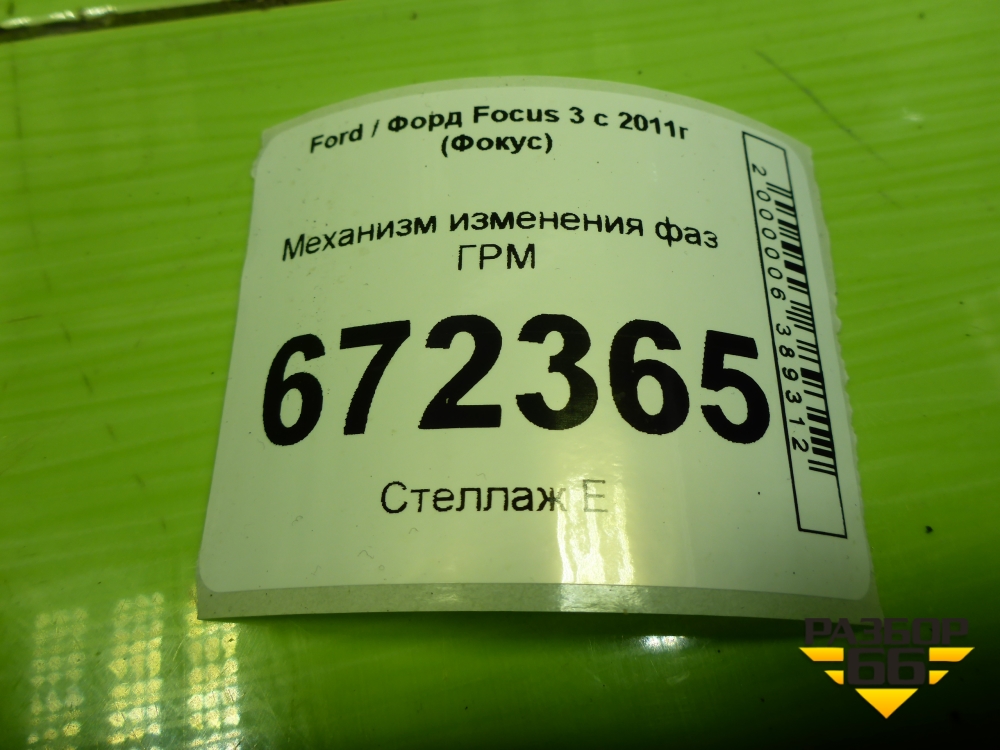 Ford / Форд Focus 3 с 2011г
(Фокус)
Механизм изменения фаз
ГРМ
672365
Стеллаж Е
2000006389312
РАЗБОР
66